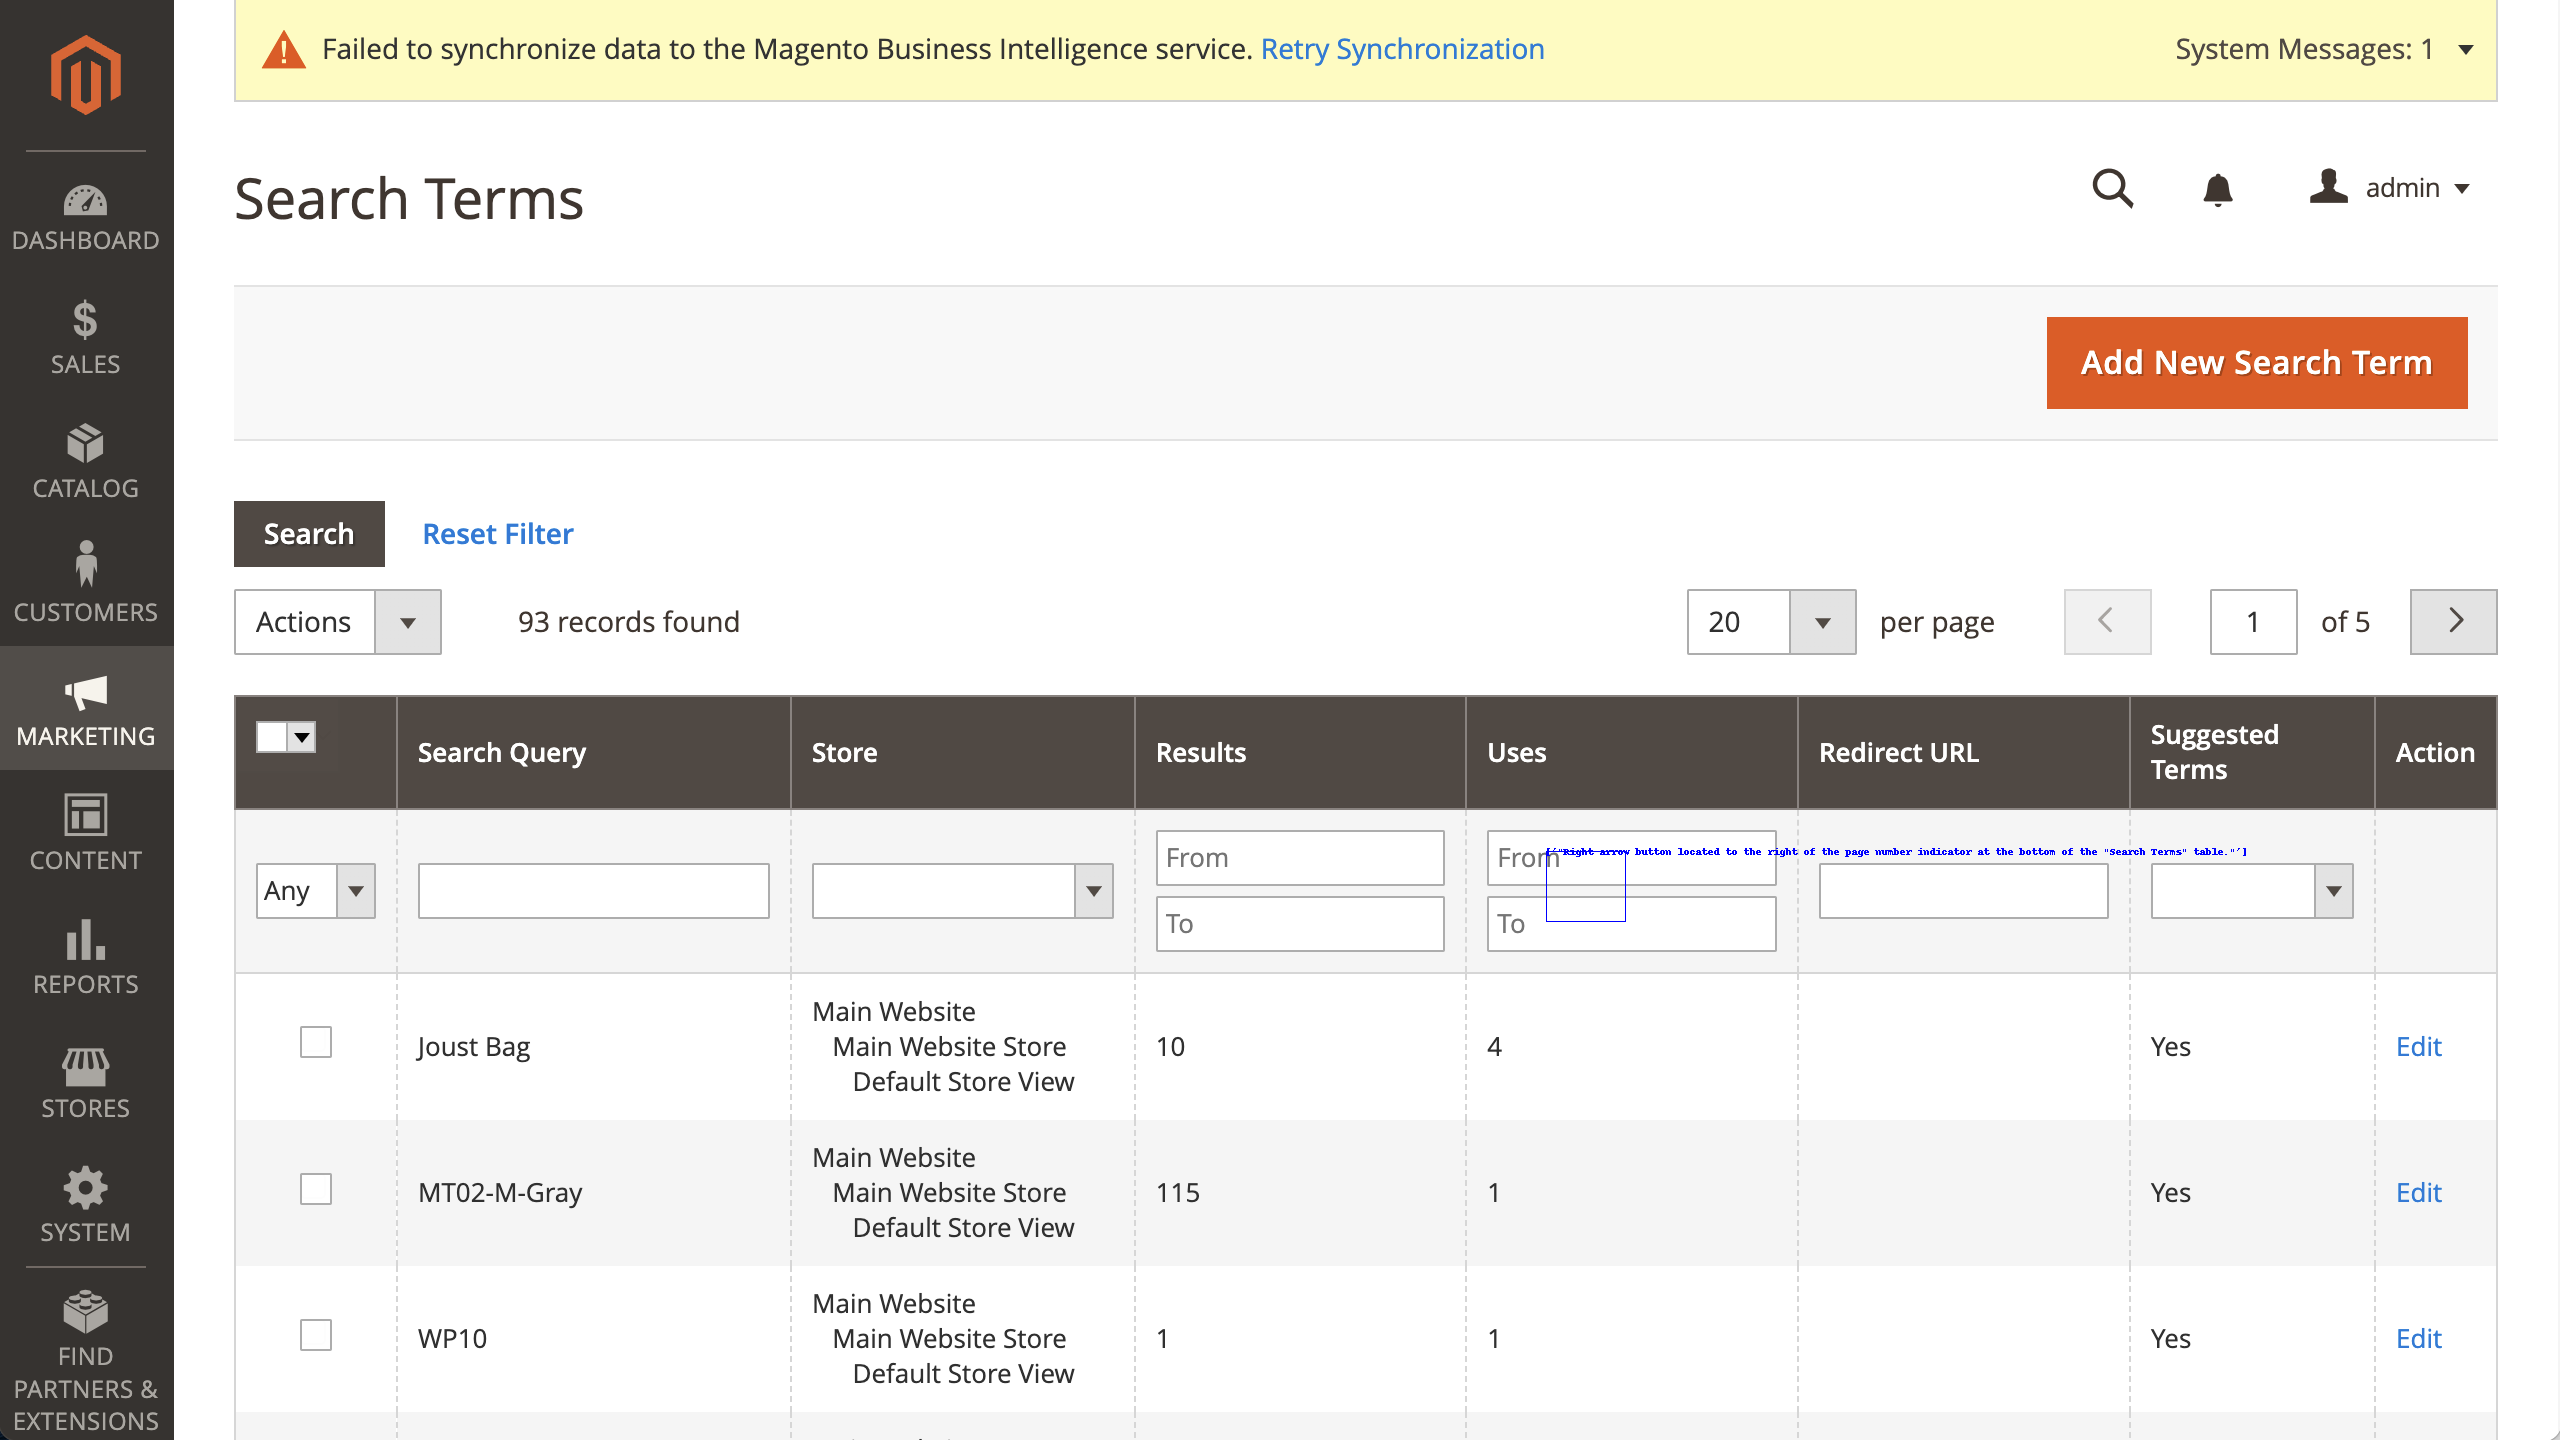 Failed to synchronize data to the Magento Business Intelligence service. Retry Synchronization
System Messages: 1
Search Terms
admin
Add New Search Term
DASHBOARD
SALES
CATALOG
CUSTOMERS
MARKETING
CONTENT
REPORTS
STORES
SYSTEM
FIND
PARTNERS &
EXTENSIONS
Search
Reset Filter
Actions
93 records found
20
per page
1
of 5
Search Query
Store
Results
Uses
Redirect URL
Suggested
Terms
Action
Any
From
To
From
To
"Right arrow button located to the right of the page number indicator at the bottom of the "Search Terms" table."']
Joust Bag
Main Website
Main Website Store
Default Store View
10
4
Yes
Edit
MT02-M-Gray
Main Website
Main Website Store
Default Store View
115
1
Yes
Edit
WP10
Main Website
Main Website Store
Default Store View
1
1
Yes
Edit